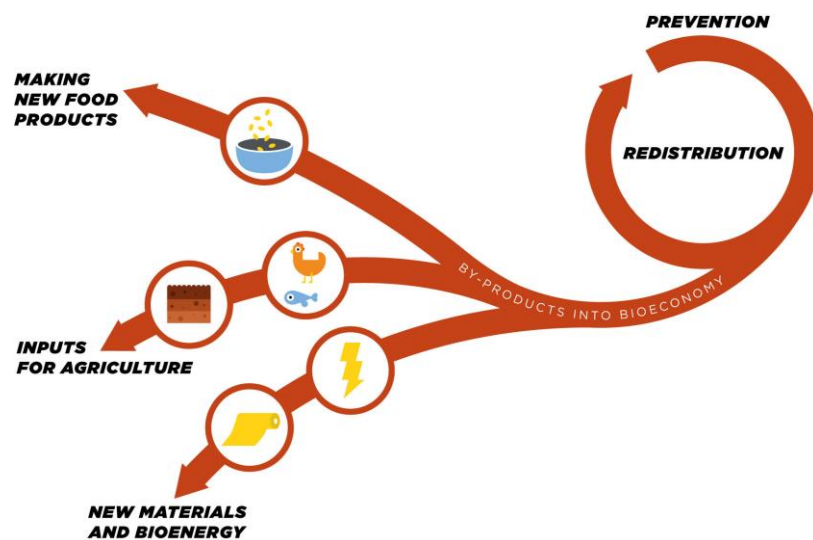 PREVENTION
MAKING
NEW FOOD
PRODUCTS
REDISTRIBUTION
BY-PRODUCTS INTO BIOECONOMY
INPUTS
FOR AGRICULTURE
NEW MATERIALS
AND BIOENERGY